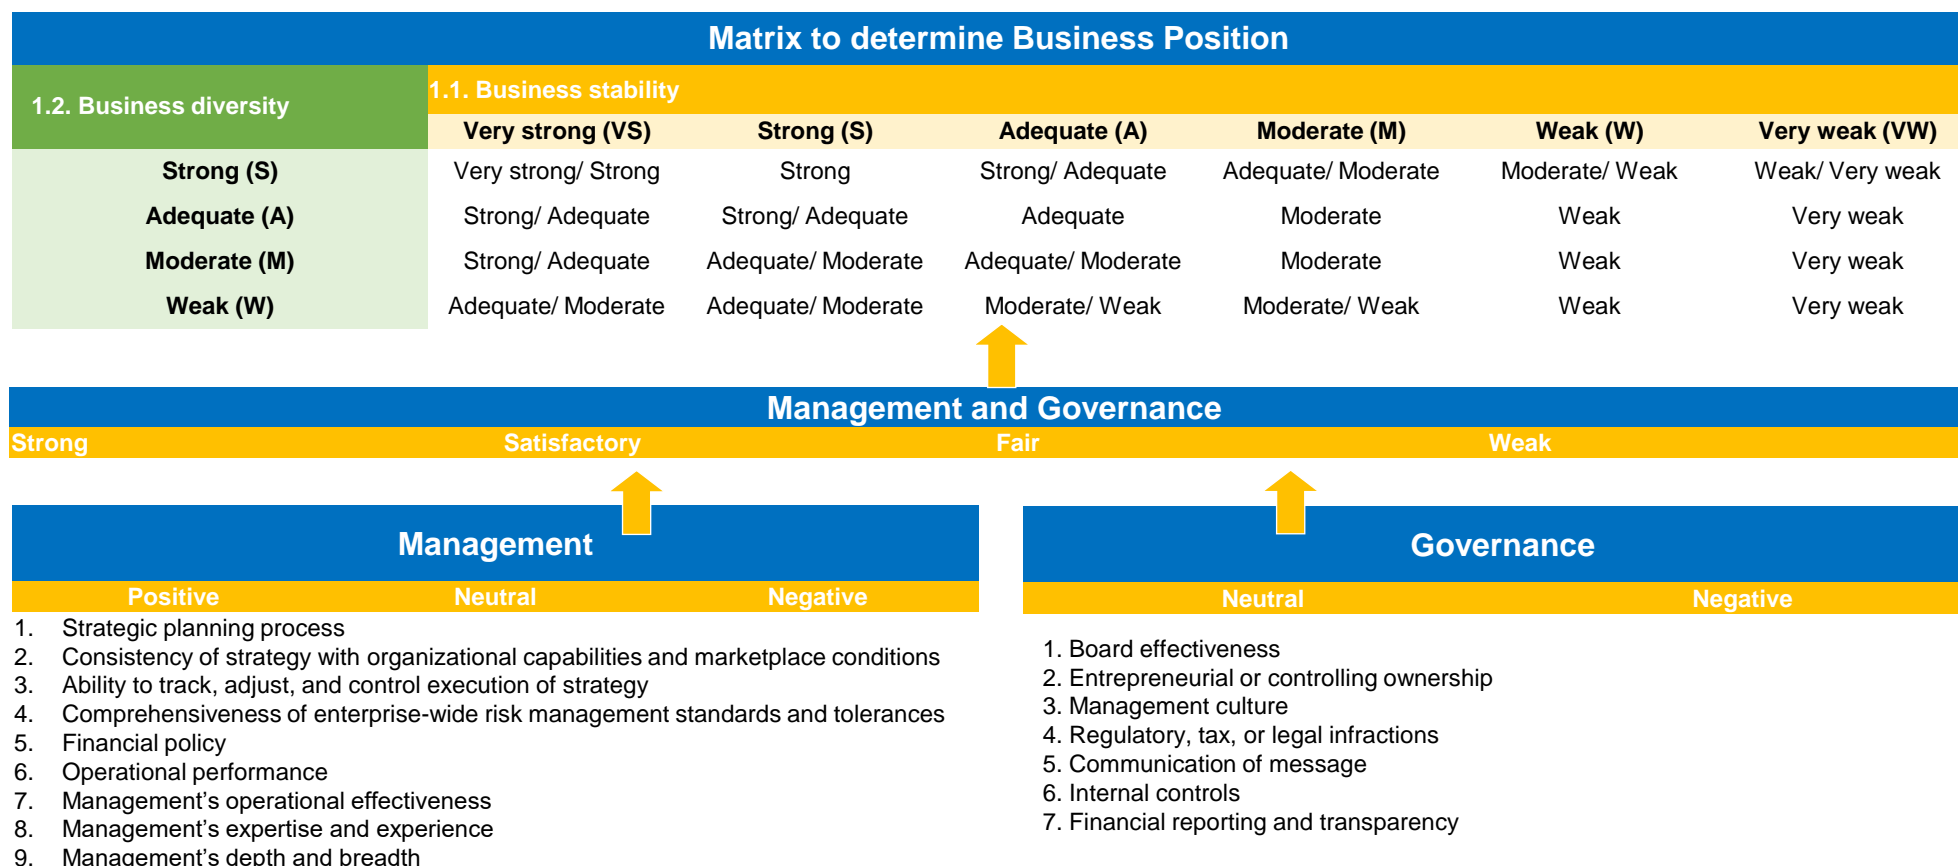 Matrix to determine Business Position
1.2. Business diversity
1.1. Business stability
Very strong (VS) Strong (S) Adequate (A) Moderate (M) Weak (W) Very weak (VW)
Strong (S) Very strong/ Strong Strong Strong/ Adequate Adequate/ Moderate Moderate/ Weak Weak/ Very weak
Adequate (A) Strong/ Adequate Strong/ Adequate Adequate Moderate Weak Very weak
Moderate (M) Strong/ Adequate Adequate/ Moderate Adequate/ Moderate Moderate Weak Very weak
Weak (W) Adequate/ Moderate Adequate/ Moderate Moderate/ Weak Moderate/ Weak Weak Very weak
Management and Governance
Strong Satisfactory Fair Weak
Management
Positive Neutral Negative
1. Strategic planning process
2. Consistency of strategy with organizational capabilities and marketplace conditions
3. Ability to track, adjust, and control execution of strategy
4. Comprehensiveness of enterprise-wide risk management standards and tolerances
5. Financial policy
6. Operational performance
7. Management's operational effectiveness
8. Management's expertise and experience
9. Management's depth and breadth
Governance
Neutral Negative
1. Board effectiveness
2. Entrepreneurial or controlling ownership
3. Management culture
4. Regulatory, tax, or legal infractions
5. Communication of message
6. Internal controls
7. Financial reporting and transparency